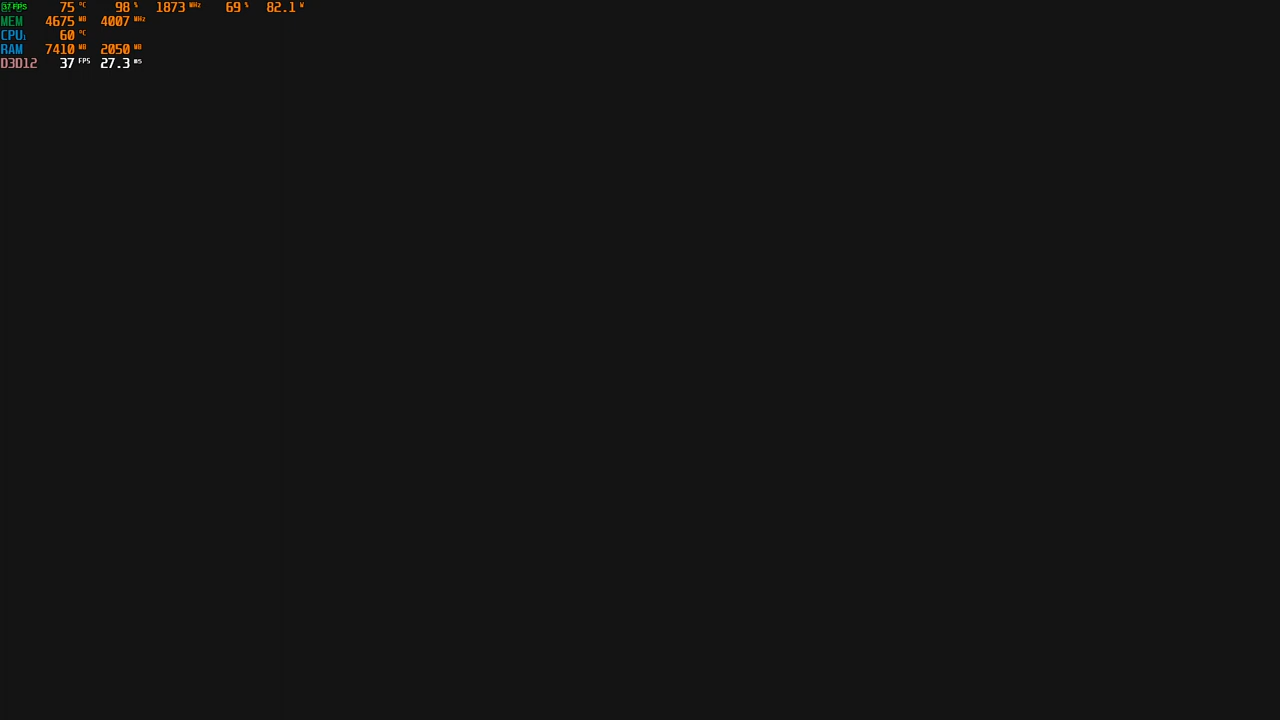 37 FPS 75 °C 98 % 1873 MHz 69 % 82.1 W
MEM 4675 MB 4007 MHz
CPU 60 °C
RAM 7410 MB 2050 MB
D3D12 37 FPS 27.3 ms